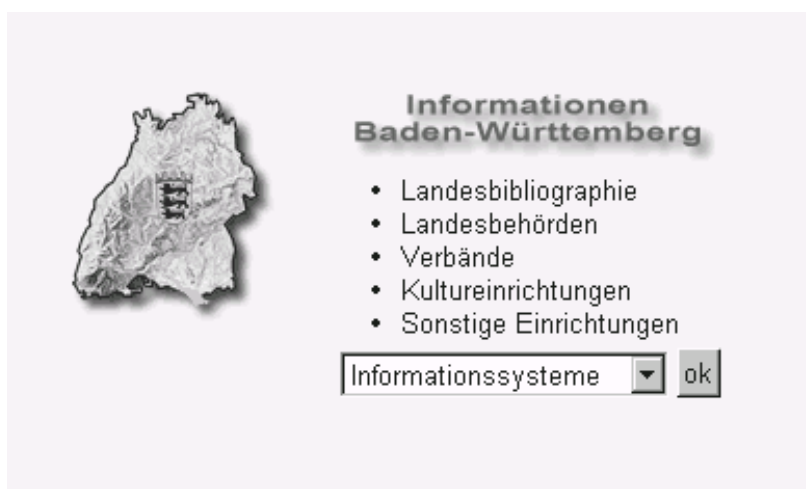 Informationen
Baden-Württemberg
• Landesbibliographie
• Landesbehörden
• Verbände
• Kultureinrichtungen
• Sonstige Einrichtungen
Informationssysteme ok